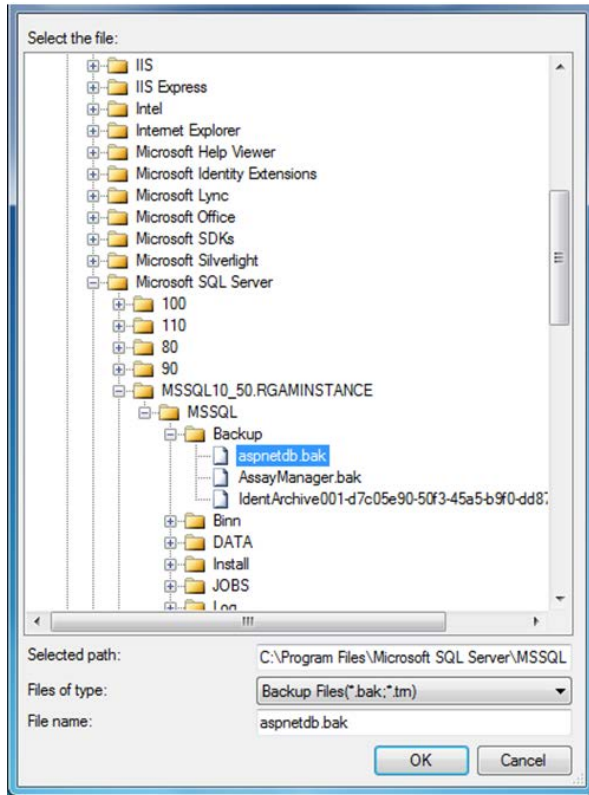 Select the file:
IIS
IIS Express
Intel
Internet Explorer
Microsoft Help Viewer
Microsoft Identity Extensions
Microsoft Lync
Microsoft Office
Microsoft SDKs
Microsoft Silverlight
Microsoft SQL Server
100
110
80
90
MSSQL10_50.RGAMINSTANCE
MSSQL
Backup
aspnetdb.bak
AssayManager.bak
IdentArchive001-d7c05e90-50f3-45a5-b9f0-dd87
Binn
DATA
Install
JOBS
Log
Selected path: C:\Program Files\Microsoft SQL Server\MSSQL
Files of type: Backup Files(*.bak;*.trn)
File name: aspnetdb.bak
OK Cancel